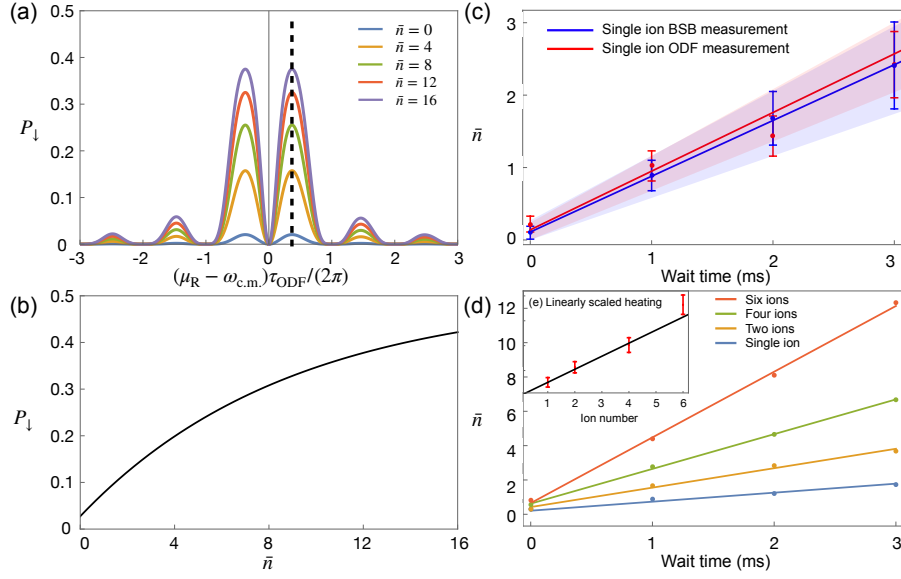 (a)
0.5
0.4
0.3
0.2
0.1
0
P↓
n̄ = 0
n̄ = 4
n̄ = 8
n̄ = 12
n̄ = 16
-3 -2 -1 0 1 2 3
(μR − ωc.m.)τODF/(2π)
(b)
0.5
0.4
0.3
0.2
0.1
0
P↓
0 4 8 12 16
n̄
(c)
3
2
1
0
n̄
Single ion BSB measurement
Single ion ODF measurement
0 1 2 3
Wait time (ms)
(d)
12
10
8
6
4
2
0
n̄
(e) Linearly scaled heating
1 2 3 4 5 6
Ion number
Six ions
Four ions
Two ions
Single ion
0 1 2 3
Wait time (ms)